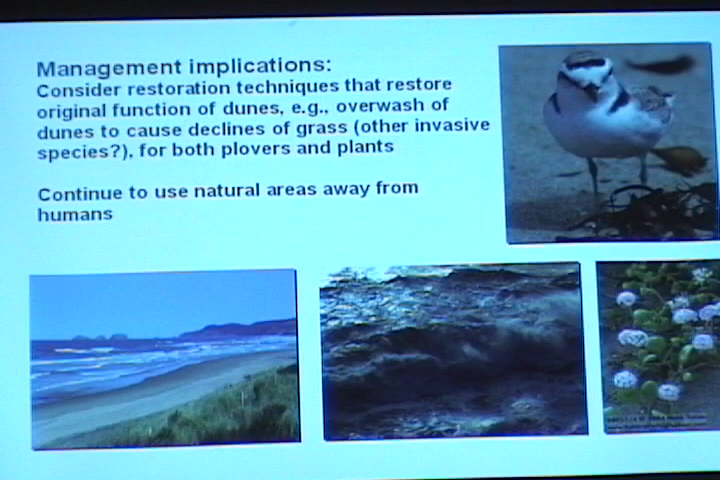 Management implications:
Consider restoration techniques that restore
original function of dunes, e.g., overwash of
dunes to cause declines of grass (other invasive
species?), for both plovers and plants
Continue to use natural areas away from
humans